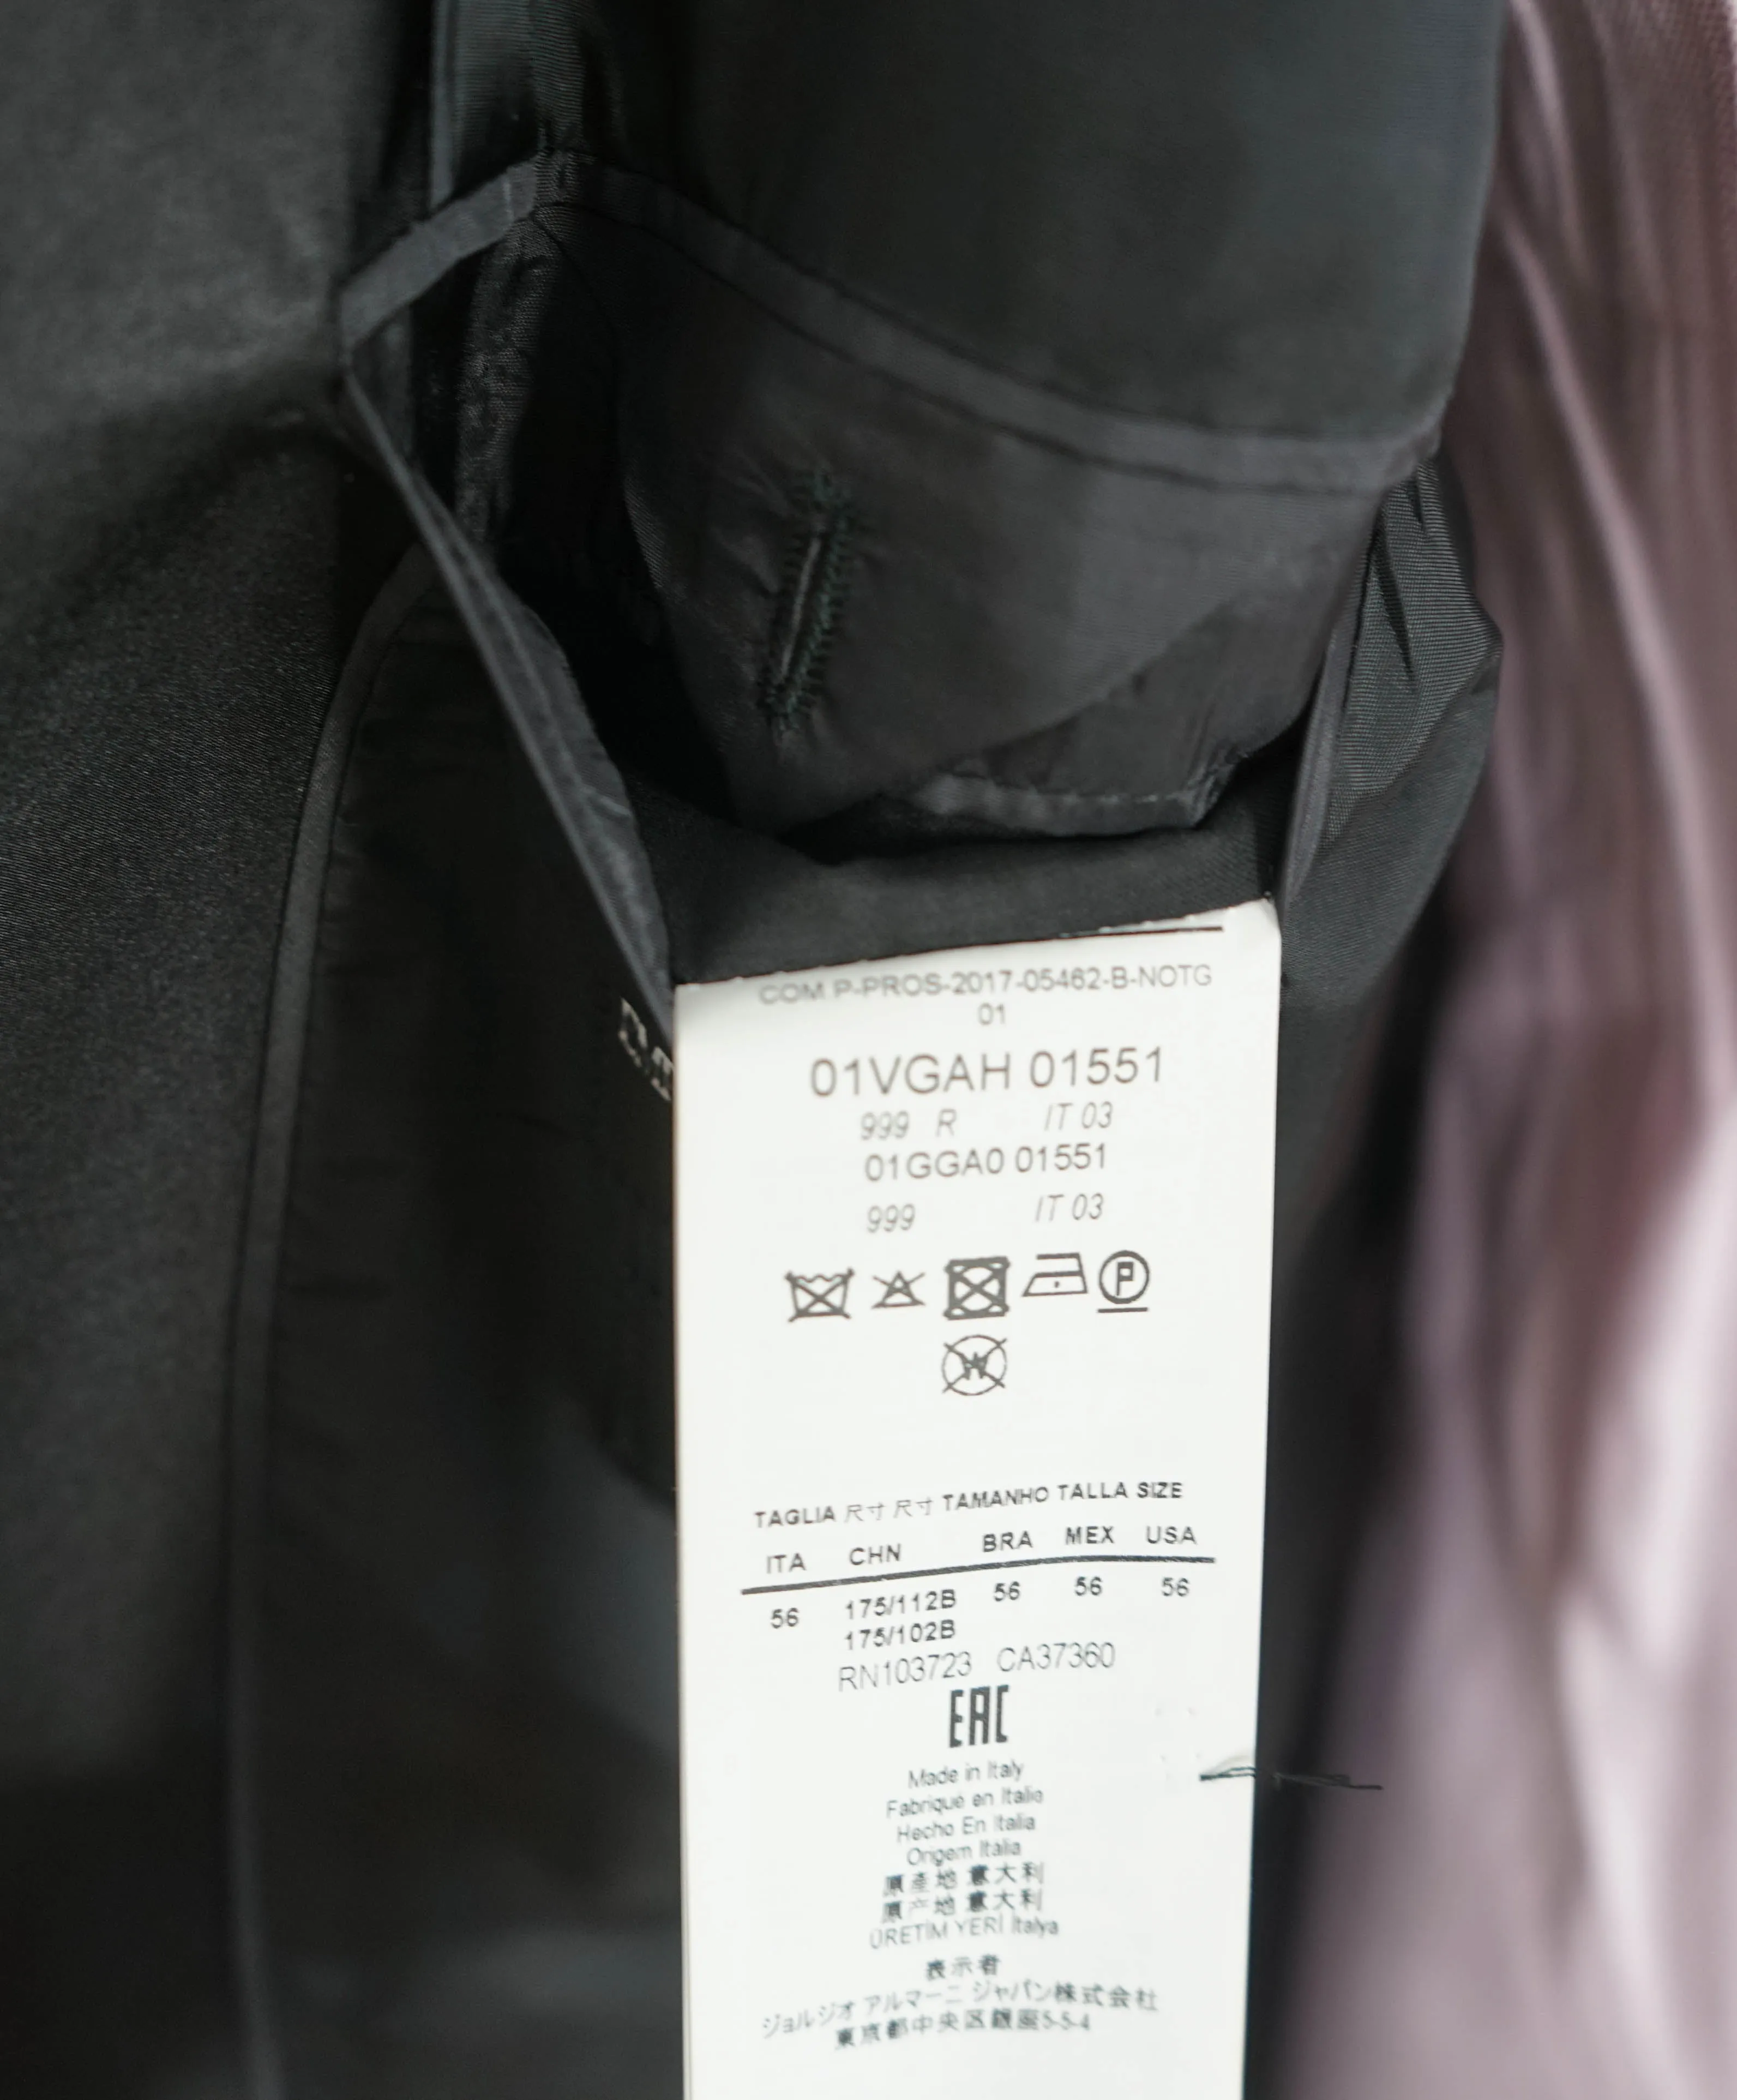 COM P-PROS-2017-05462-B-NOTG
01
01VGAH 01551
999 R IT 03
01GGA0 01551
999 IT 03
P
W
TAGLIA 尺寸 尺寸 TAMANHO TALLA SIZE
ITA CHN BRA MEX USA
56 175/112B 56 56 56
175/102B
RN103723 CA37360
EAC
Made in Italy
Fabrique en Italie
Hecho En Italia
Origem Itália
原產地 意大利
原产地 意大利
ÜRETİM YERİ İtalya
表示者
ジョルジオ アルマーニ ジャパン株式会社
東京都中央区銀座5-5-4